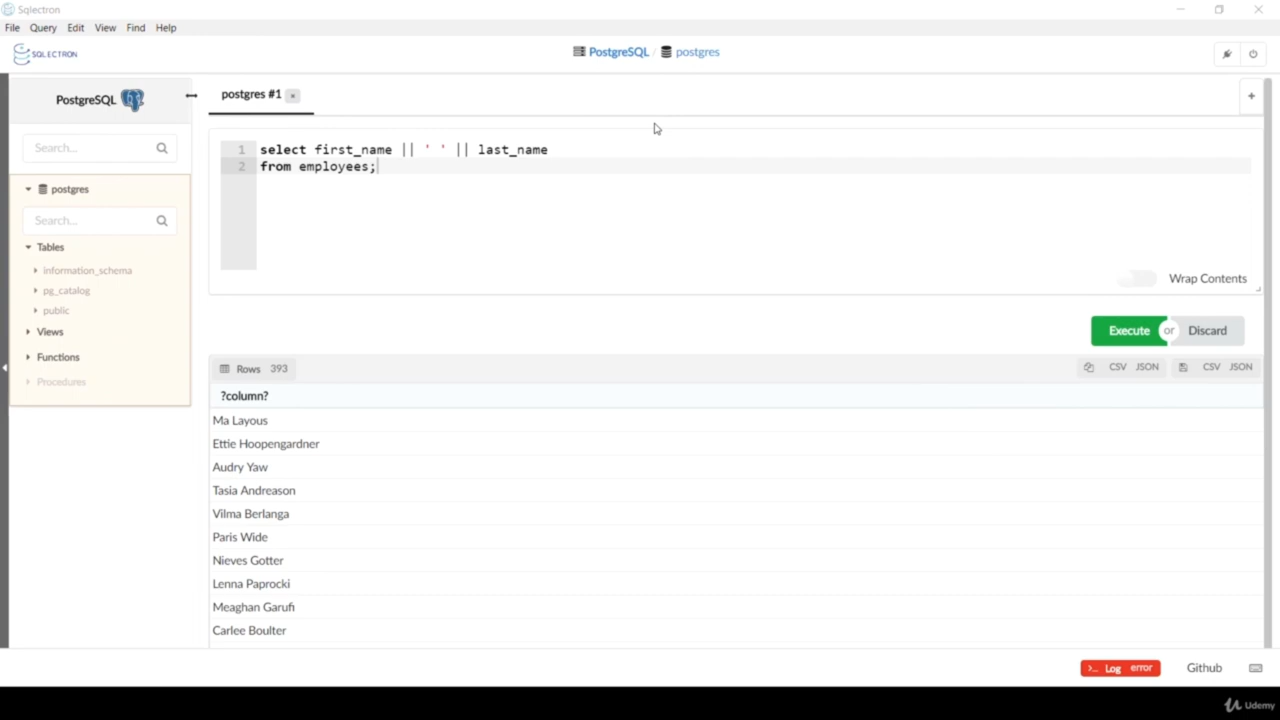 Sqlectron
File Query Edit View Find Help
SQLECTRON
PostgreSQL / postgres
PostgreSQL
postgres #1
+
Search...
postgres
Search...
Tables
information_schema
pg_catalog
public
Views
Functions
Procedures
1 select first_name || ' ' || last_name
2 from employees;
Wrap Contents
Execute or Discard
Rows 393
CSV JSON CSV JSON
?column?
Ma Layous
Ettie Hoopengardner
Audry Yaw
Tasia Andreason
Vilma Berlanga
Paris Wide
Nieves Gotter
Lenna Paprocki
Meaghan Garufi
Carlee Boulter
>_ Log error
Github
Udemy